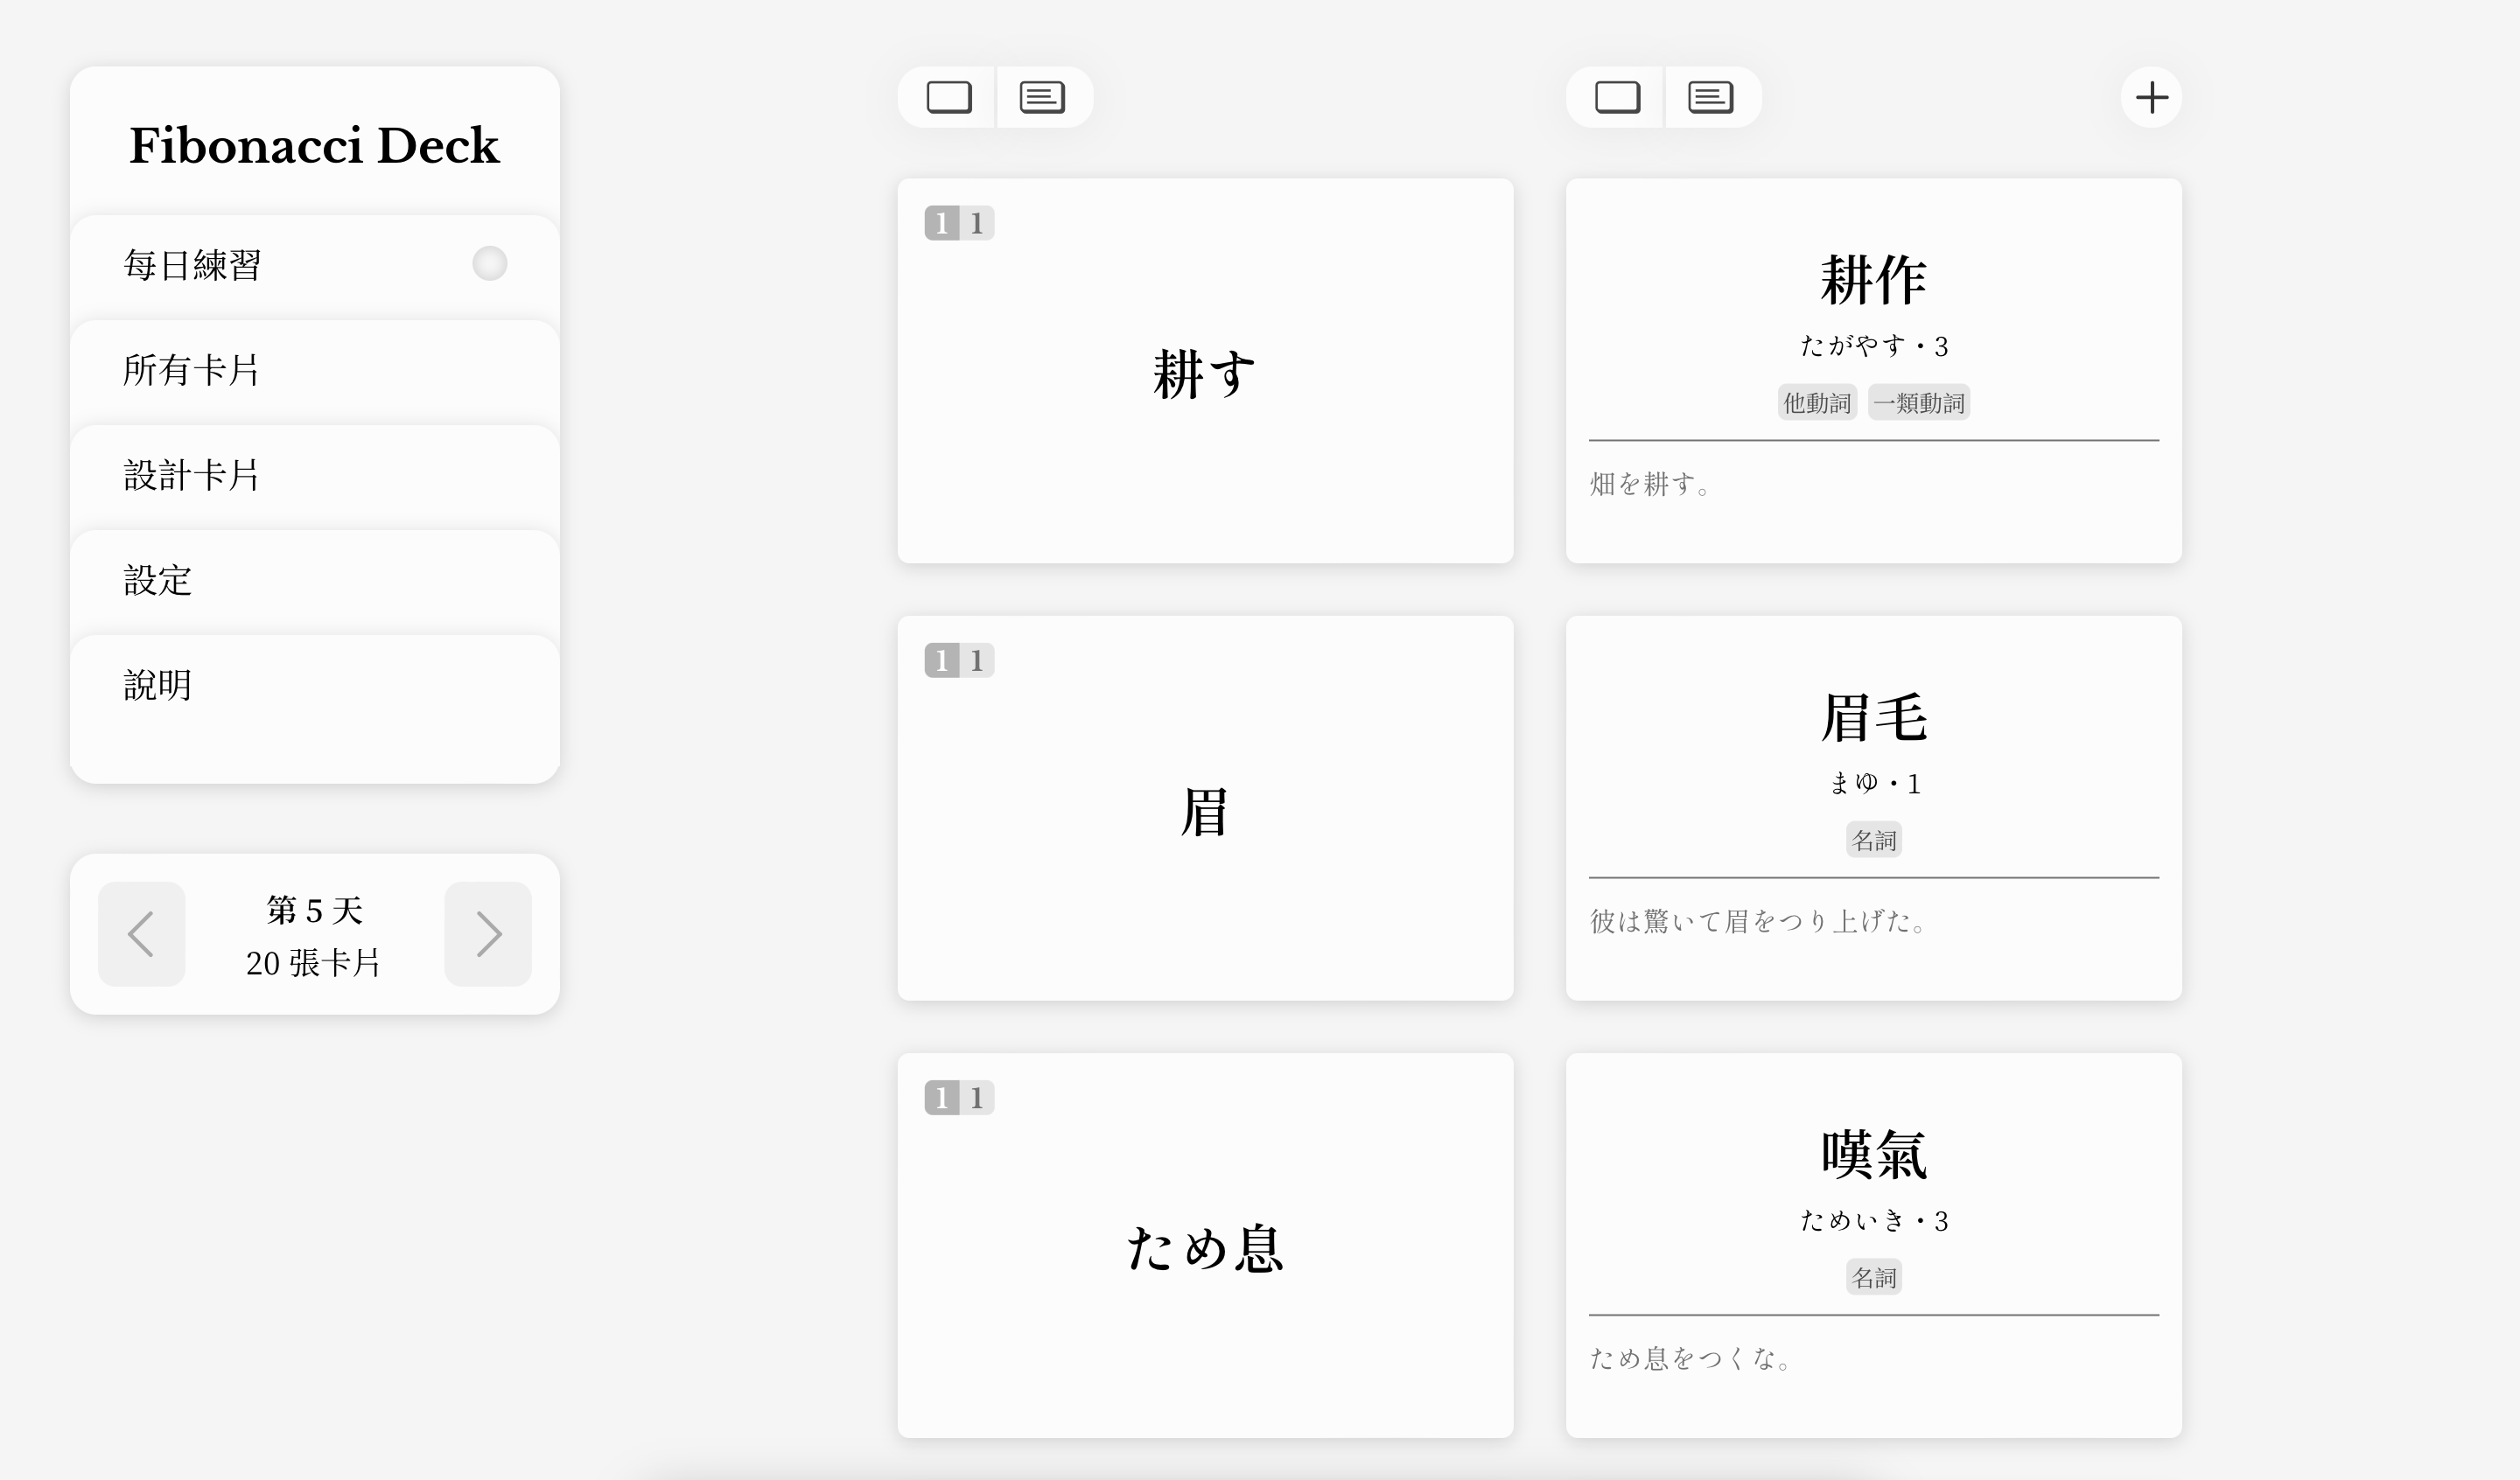 Fibonacci Deck
每日練習
所有卡片
設計卡片
設定
說明
第 5 天
20 張卡片
1 1
耕す
耕作
たがやす・3
他動詞 一類動詞
畑を耕す。
1 1
眉
眉毛
まゆ・1
名詞
彼は驚いて眉をつり上げた。
1 1
ため息
嘆氣
ためいき・3
名詞
ため息をつくな。